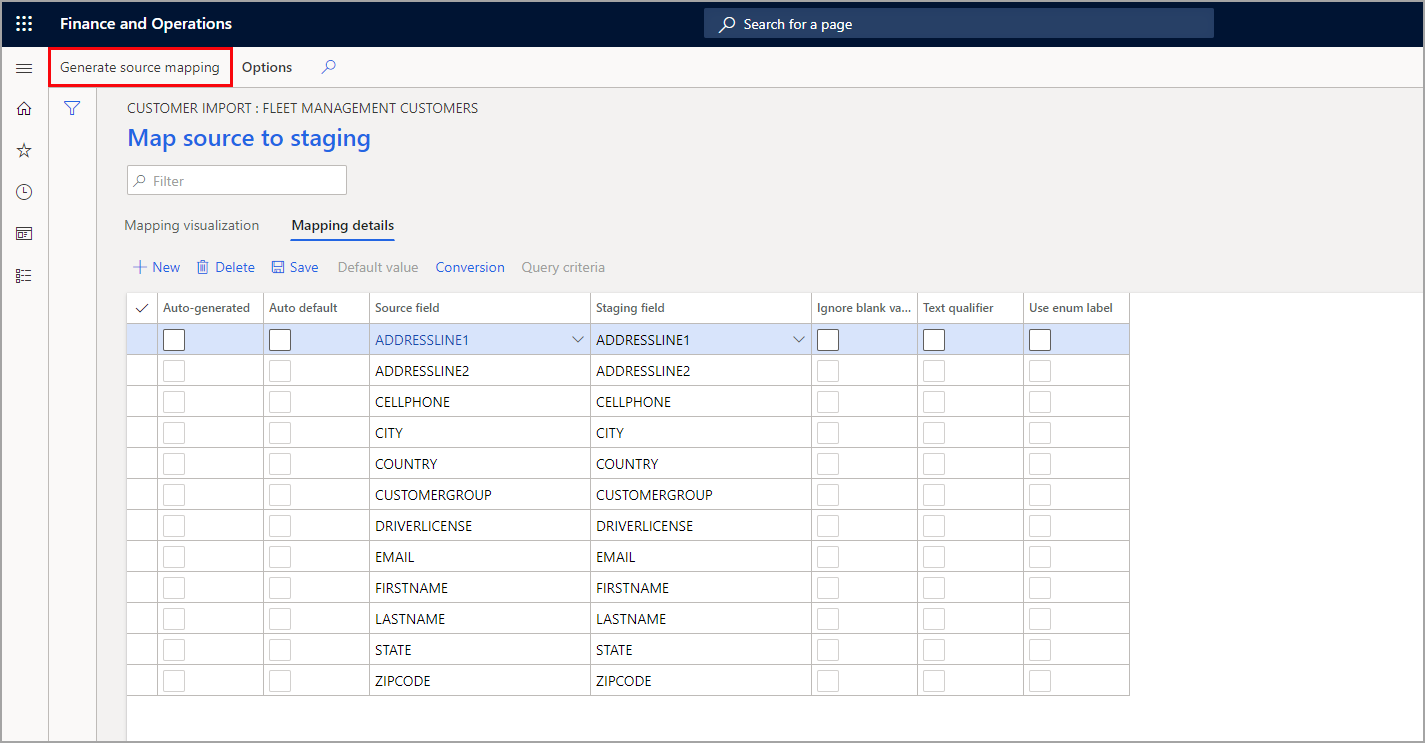 Finance and Operations Search for a page
Generate source mapping Options
CUSTOMER IMPORT : FLEET MANAGEMENT CUSTOMERS
Map source to staging
Filter
Mapping visualization Mapping details
New Delete Save Default value Conversion Query criteria
Auto-generated Auto default Source field Staging field Ignore blank va... Text qualifier Use enum label
ADDRESSLINE1 ADDRESSLINE1
ADDRESSLINE2 ADDRESSLINE2
CELLPHONE CELLPHONE
CITY CITY
COUNTRY COUNTRY
CUSTOMERGROUP CUSTOMERGROUP
DRIVERLICENSE DRIVERLICENSE
EMAIL EMAIL
FIRSTNAME FIRSTNAME
LASTNAME LASTNAME
STATE STATE
ZIPCODE ZIPCODE